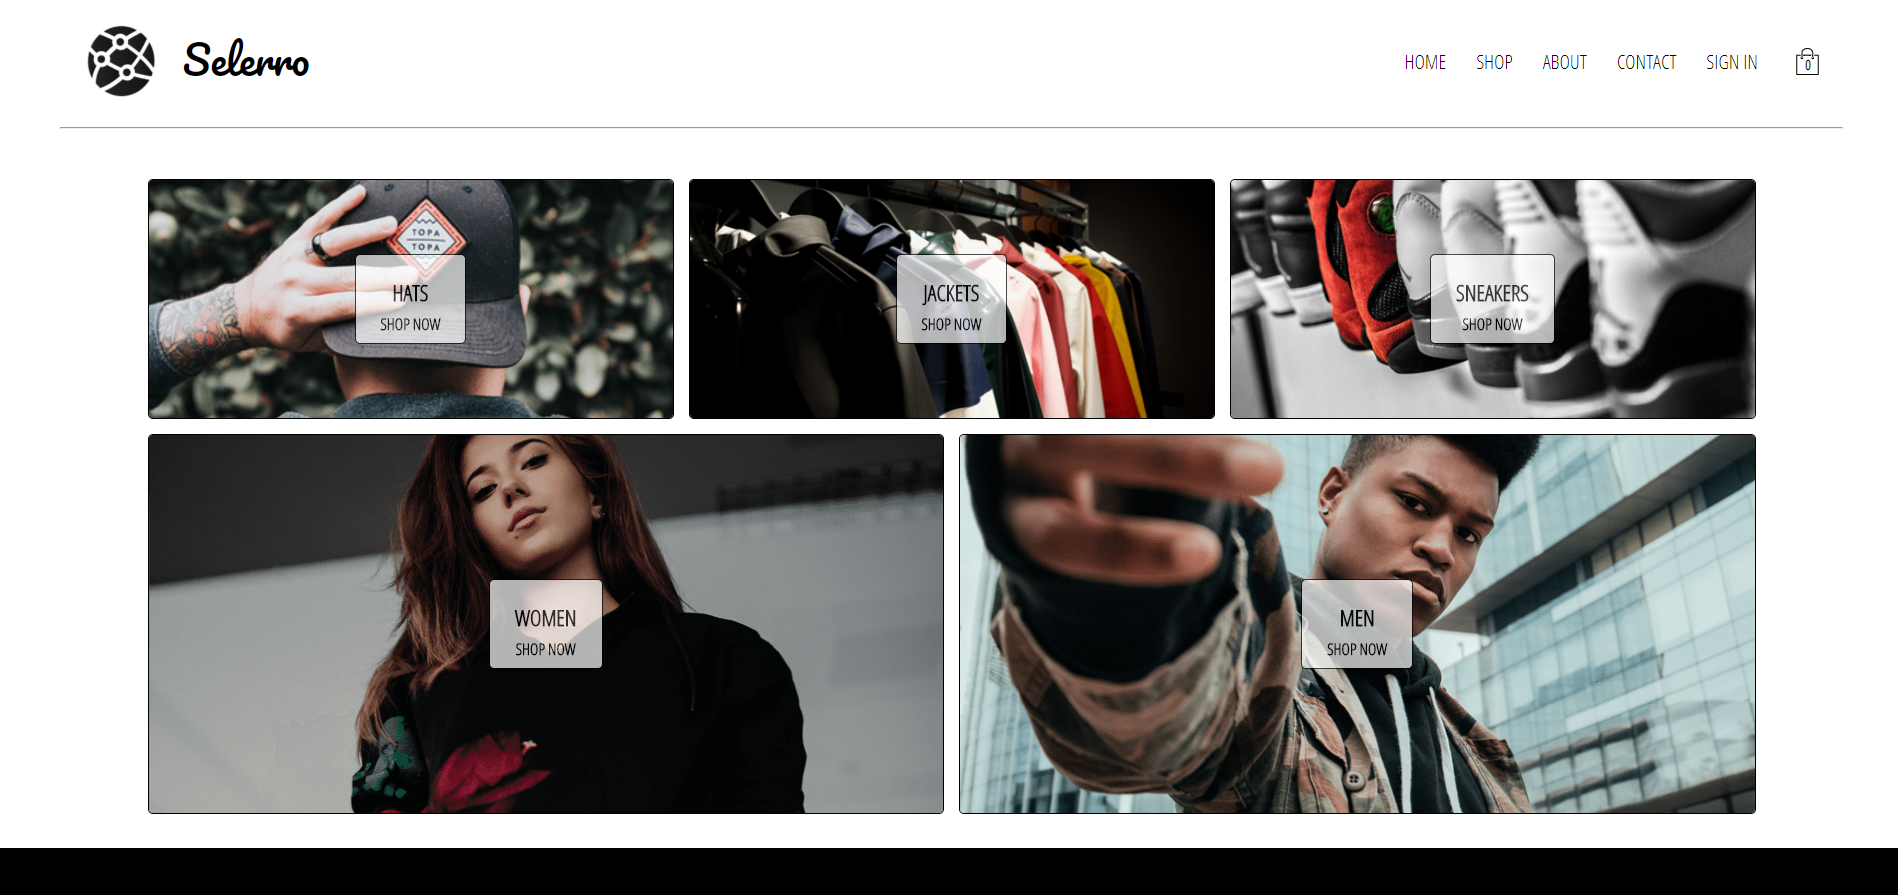 Selerro
HOME SHOP ABOUT CONTACT SIGN IN 0
TOPA
TOPA
HATS
SHOP NOW
JACKETS
SHOP NOW
SNEAKERS
SHOP NOW
WOMEN
SHOP NOW
MEN
SHOP NOW